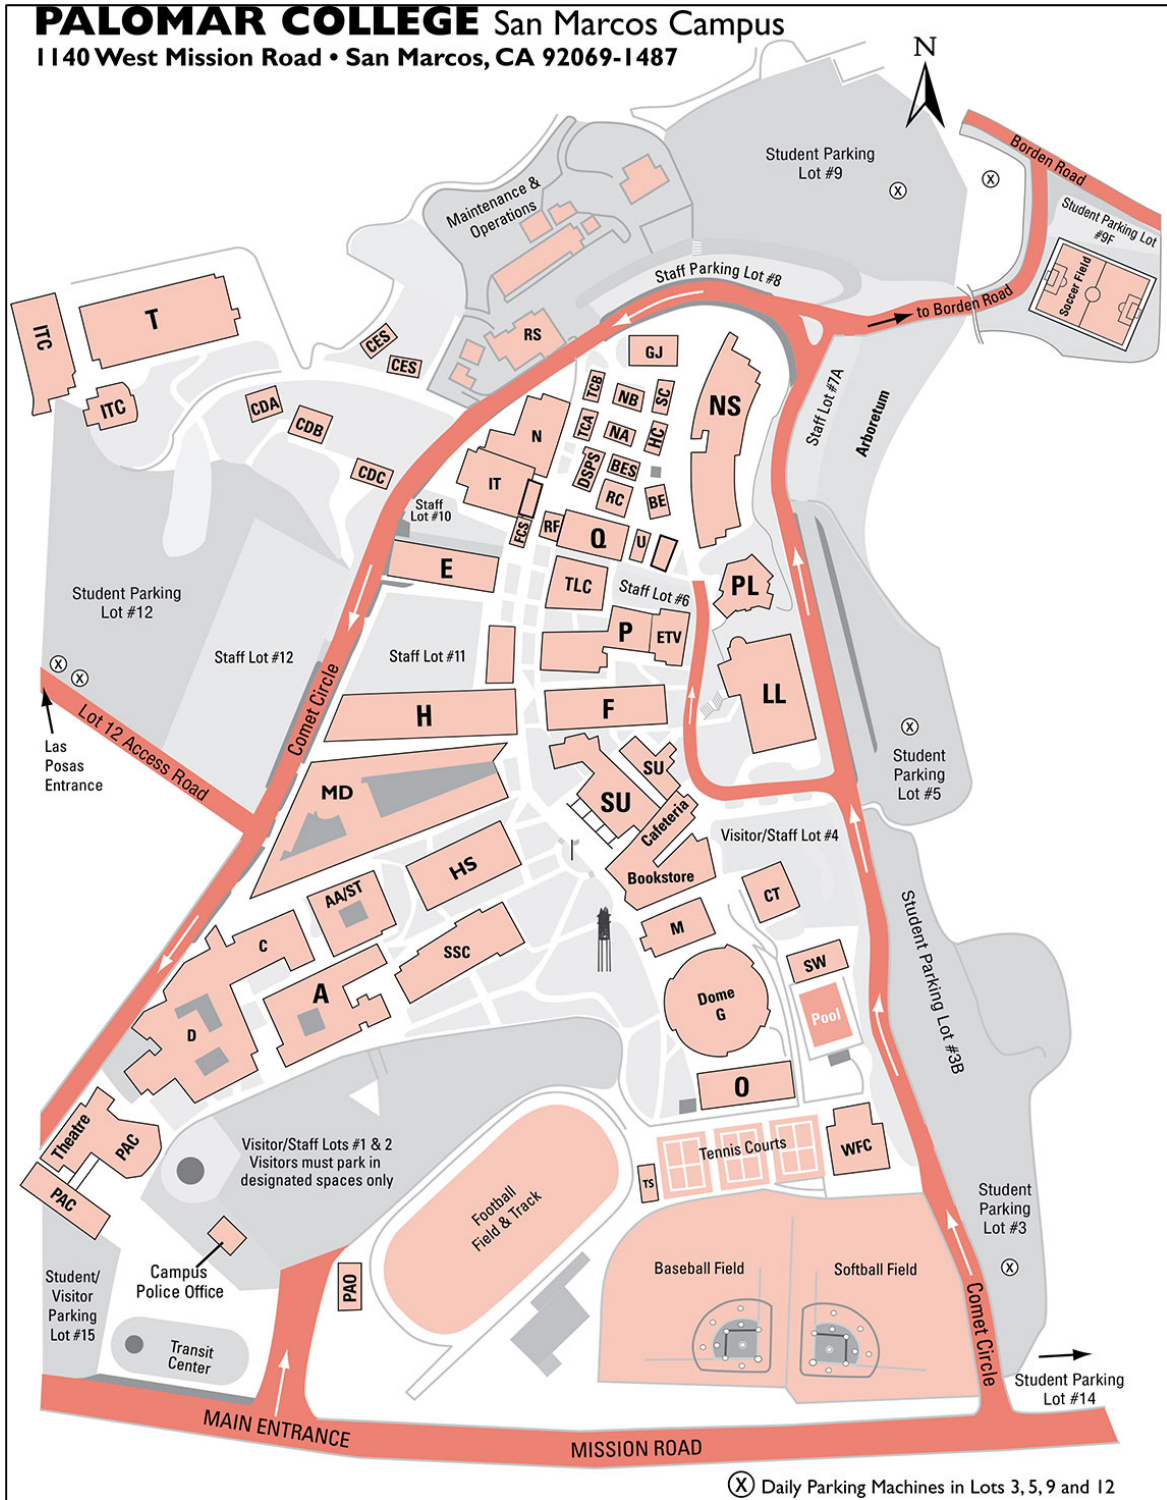 PALOMAR COLLEGE San Marcos Campus
1140 West Mission Road • San Marcos, CA 92069-1487
N
Borden Road
Student Parking
Lot #9
X
X
Maintenance &
Operations
Student Parking Lot
#9F
Soccer Field
Staff Parking Lot #8
to Borden Road
T
ITC
ITC
CES
CES
RS
GJ
TCB
NB
SC
NS
Staff Lot #7A
Arboretum
CDA
CDB
CDC
TCA
NA
HC
N
IT
DSPS
BES
RC
BE
Staff
Lot #10
FCS
RF
Q
U
E
TLC
Staff Lot #6
PL
Student Parking
Lot #12
Staff Lot #12
Staff Lot #11
P
ETV
LL
X
X
Las
Posas
Entrance
Lot 12 Access Road
Comet Circle
H
F
X
Student
Parking
Lot #5
MD
SU
SU
Cafeteria
Visitor/Staff Lot #4
Bookstore
HS
AA/ST
CT
M
C
SSC
SW
Student Parking Lot #3B
A
D
Dome
G
Pool
O
Theatre
PAC
PAC
Visitor/Staff Lots #1 & 2
Visitors must park in
designated spaces only
Tennis Courts
WFC
TS
Football
Field & Track
Student
Parking
Lot #3
X
Campus
Police Office
PAO
Baseball Field
Softball Field
Student/
Visitor
Parking
Lot #15
Transit
Center
Comet Circle
Student Parking
Lot #14
MAIN ENTRANCE
MISSION ROAD
X Daily Parking Machines in Lots 3, 5, 9 and 12